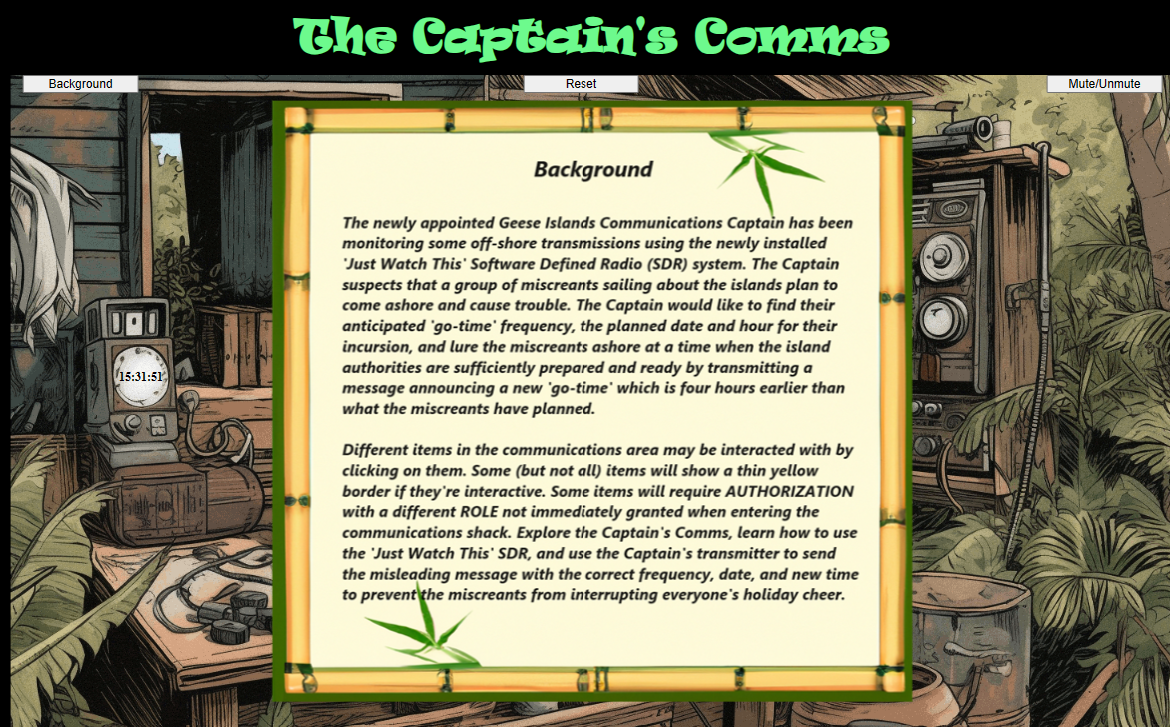 The Captain's Comms
Background
Reset
Mute/Unmute
Background
The newly appointed Geese Islands Communications Captain has been
monitoring some off-shore transmissions using the newly installed
'Just Watch This' Software Defined Radio (SDR) system. The Captain
suspects that a group of miscreants sailing about the islands plan to
come ashore and cause trouble. The Captain would like to find their
anticipated 'go-time' frequency, the planned date and hour for their
incursion, and lure the miscreants ashore at a time when the island
authorities are sufficiently prepared and ready by transmitting a
message announcing a new 'go-time' which is four hours earlier than
what the miscreants have planned.
Different items in the communications area may be interacted with by
clicking on them. Some (but not all) items will show a thin yellow
border if they're interactive. Some items will require AUTHORIZATION
with a different ROLE not immediately granted when entering the
communications shack. Explore the Captain's Comms, learn how to use
the 'Just Watch This' SDR, and use the Captain's transmitter to send
the misleading message with the correct frequency, date, and new time
to prevent the miscreants from interrupting everyone's holiday cheer.
15:31:51